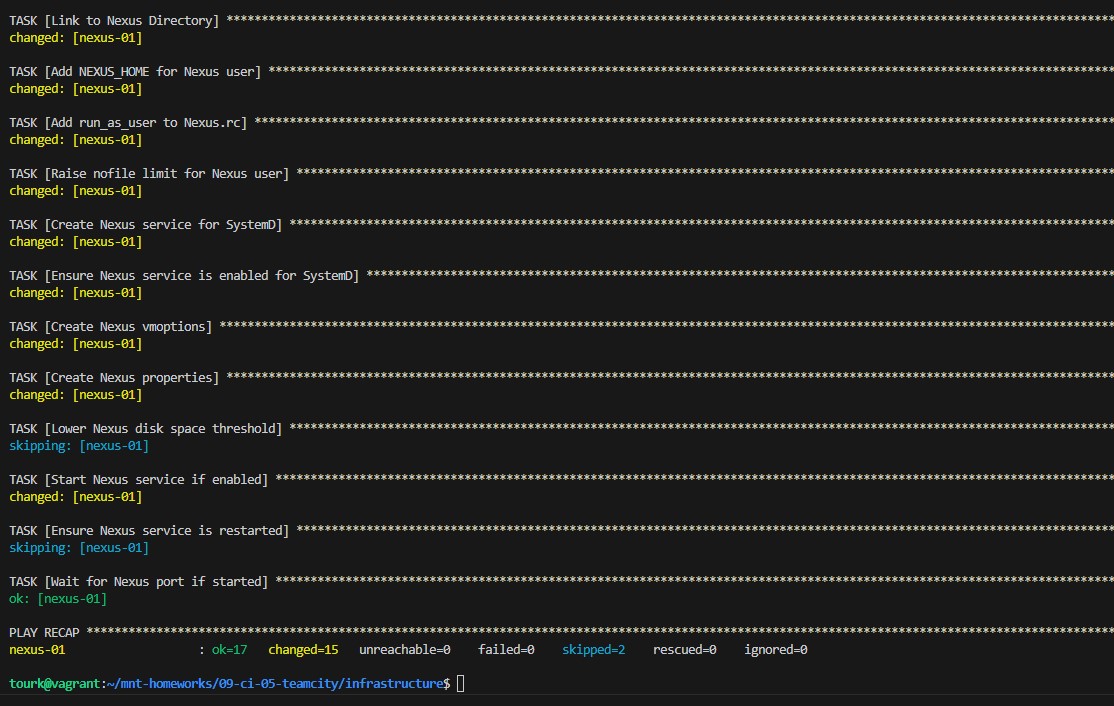 TASK [Link to Nexus Directory] *******************************************************************************************************************************
changed: [nexus-01]
TASK [Add NEXUS_HOME for Nexus user] *************************************************************************************************************************
changed: [nexus-01]
TASK [Add run_as_user to Nexus.rc] ***************************************************************************************************************************
changed: [nexus-01]
TASK [Raise nofile limit for Nexus user] *********************************************************************************************************************
changed: [nexus-01]
TASK [Create Nexus service for SystemD] **********************************************************************************************************************
changed: [nexus-01]
TASK [Ensure Nexus service is enabled for SystemD] ***********************************************************************************************************
changed: [nexus-01]
TASK [Create Nexus vmoptions] ********************************************************************************************************************************
changed: [nexus-01]
TASK [Create Nexus properties] *******************************************************************************************************************************
changed: [nexus-01]
TASK [Lower Nexus disk space threshold] **********************************************************************************************************************
skipping: [nexus-01]
TASK [Start Nexus service if enabled] ************************************************************************************************************************
changed: [nexus-01]
TASK [Ensure Nexus service is restarted] *********************************************************************************************************************
skipping: [nexus-01]
TASK [Wait for Nexus port if started] ************************************************************************************************************************
ok: [nexus-01]
PLAY RECAP ***************************************************************************************************************************************************
nexus-01 : ok=17 changed=15 unreachable=0 failed=0 skipped=2 rescued=0 ignored=0
tourk@vagrant:~/mnt-homeworks/09-ci-05-teamcity/infrastructure$